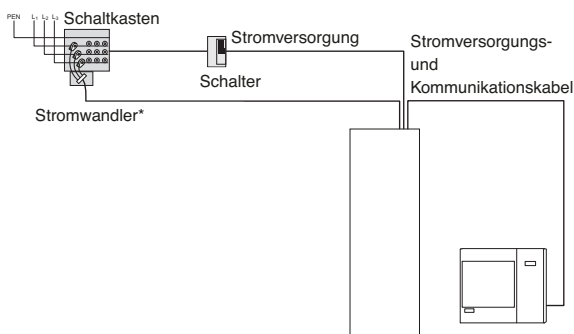 PEN L₁ L₂ L₃ Schaltkasten
Stromversorgung
Schalter
Stromwandler*
Stromversorgungs-
und
Kommunikationskabel